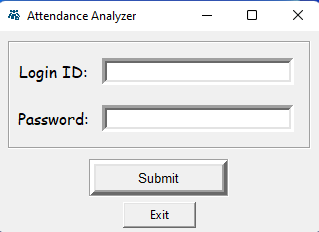 Attendance Analyzer
Login ID:
Password:
Submit
Exit